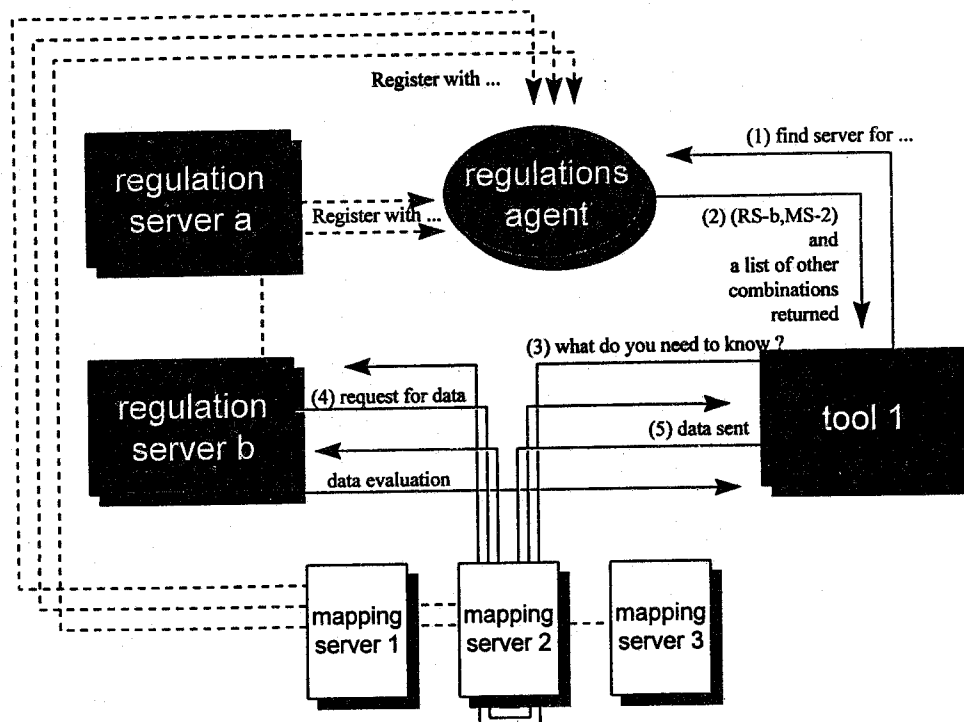 Register with ...
(1) find server for ...
regulation
server a
regulations
agent
Register with ...
(2) (RS-b,MS-2)
and
a list of other
combinations
returned
(3) what do you need to know ?
regulation
server b
(4) request for data
tool 1
(5) data sent
data evaluation
mapping
server 1
mapping
server 2
mapping
server 3